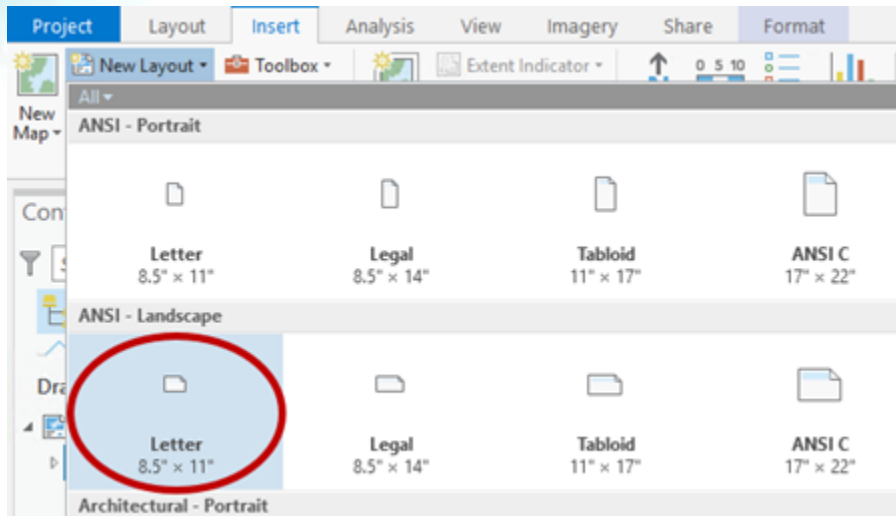 Project Layout Insert Analysis View Imagery Share Format
New Layout Toolbox Extent Indicator 0 5 10
New
Map
All
ANSI - Portrait
Letter Legal Tabloid ANSI C
8.5" × 11" 8.5" × 14" 11" × 17" 17" × 22"
Con
ANSI - Landscape
Dra
Letter Legal Tabloid ANSI C
8.5" × 11" 8.5" × 14" 11" × 17" 17" × 22"
Architectural - Portrait